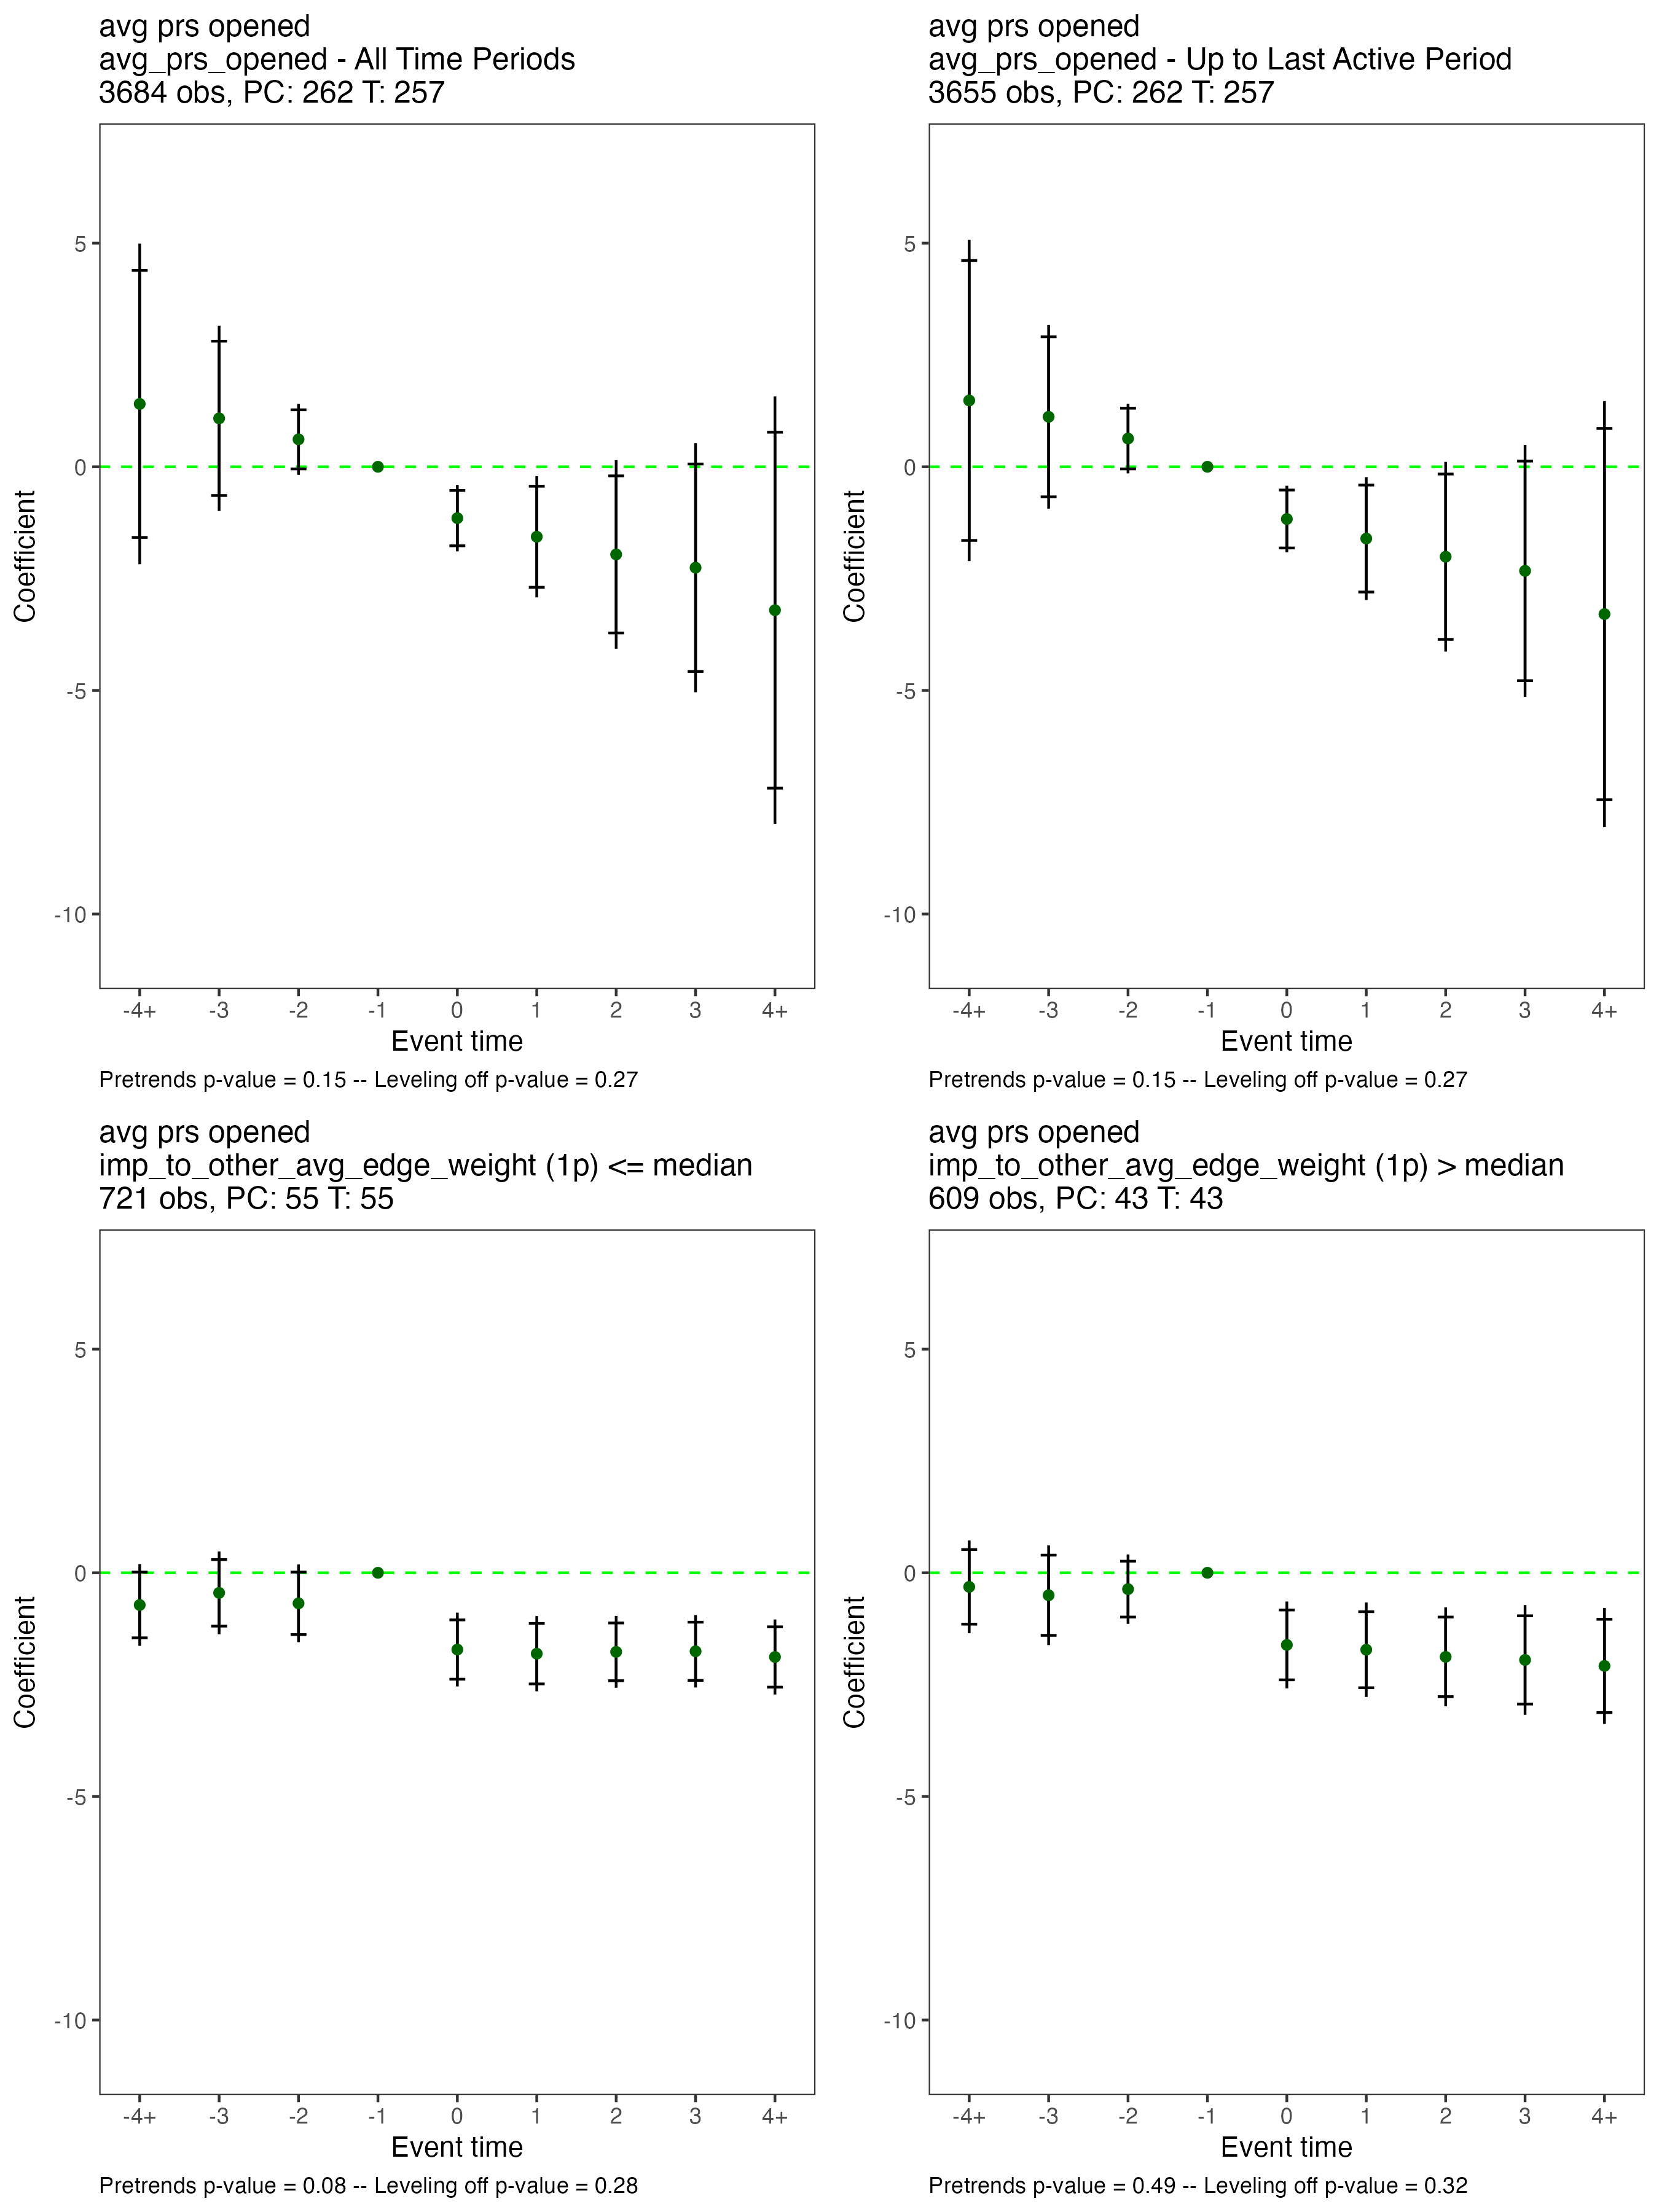 avg prs opened
avg_prs_opened - All Time Periods
3684 obs, PC: 262 T: 257
5
0
-5
-10
Coefficient
-4+ -3 -2 -1 0 1 2 3 4+
Event time
Pretrends p-value = 0.15 -- Leveling off p-value = 0.27
avg prs opened
avg_prs_opened - Up to Last Active Period
3655 obs, PC: 262 T: 257
5
0
-5
-10
Coefficient
-4+ -3 -2 -1 0 1 2 3 4+
Event time
Pretrends p-value = 0.15 -- Leveling off p-value = 0.27
avg prs opened
imp_to_other_avg_edge_weight (1p) <= median
721 obs, PC: 55 T: 55
5
0
-5
-10
Coefficient
-4+ -3 -2 -1 0 1 2 3 4+
Event time
Pretrends p-value = 0.08 -- Leveling off p-value = 0.28
avg prs opened
imp_to_other_avg_edge_weight (1p) > median
609 obs, PC: 43 T: 43
5
0
-5
-10
Coefficient
-4+ -3 -2 -1 0 1 2 3 4+
Event time
Pretrends p-value = 0.49 -- Leveling off p-value = 0.32